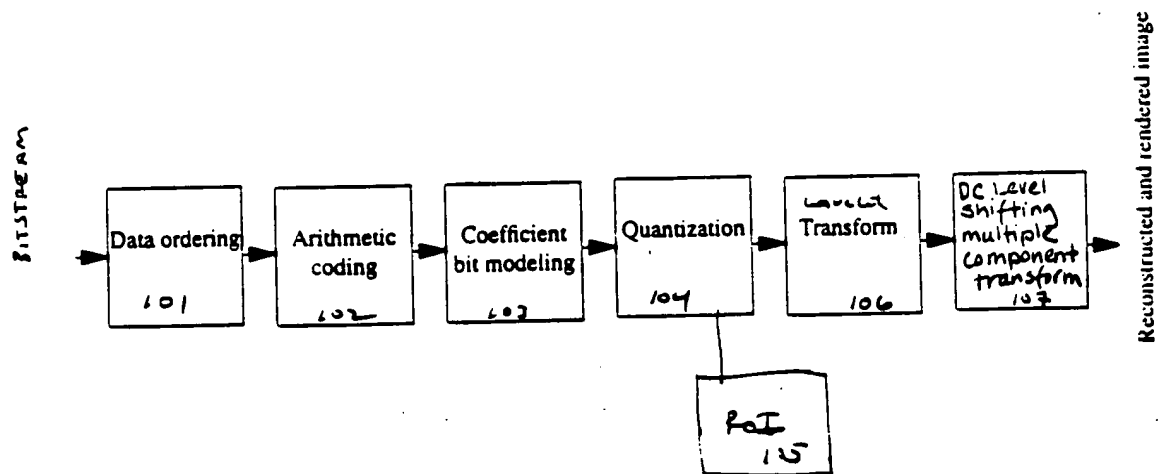 BITSTREAM
Data ordering
101
Arithmetic
coding
102
Coefficient
bit modeling
103
Quantization
104
Wavelet
Transform
106
DC Level
shifting
multiple
component
transform
107
Reconstructed and rendered image
RoI
105